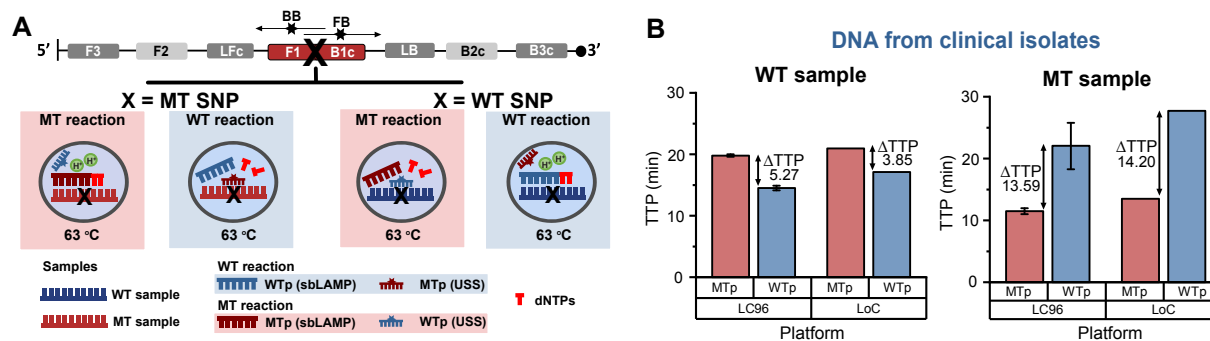 A
BB
FB
5’ F3 F2 LFc F1 X B1c LB B2c B3c 3’
X = MT SNP
X = WT SNP
MT reaction
WT reaction
MT reaction
WT reaction
H⁺ H⁺
H⁺ H⁺
X
X
X
X
63 °C
63 °C
63 °C
63 °C
Samples
WT sample
MT sample
WT reaction
WTp (sbLAMP) MTp (USS)
MT reaction
MTp (sbLAMP) WTp (USS)
dNTPs
B
DNA from clinical isolates
WT sample
TTP (min)
30
20
10
0
ΔTTP
5.27
ΔTTP
3.85
MTp WTp MTp WTp
LC96 LoC
Platform
MT sample
TTP (min)
30
20
10
0
ΔTTP
13.59
ΔTTP
14.20
MTp WTp MTp WTp
LC96 LoC
Platform